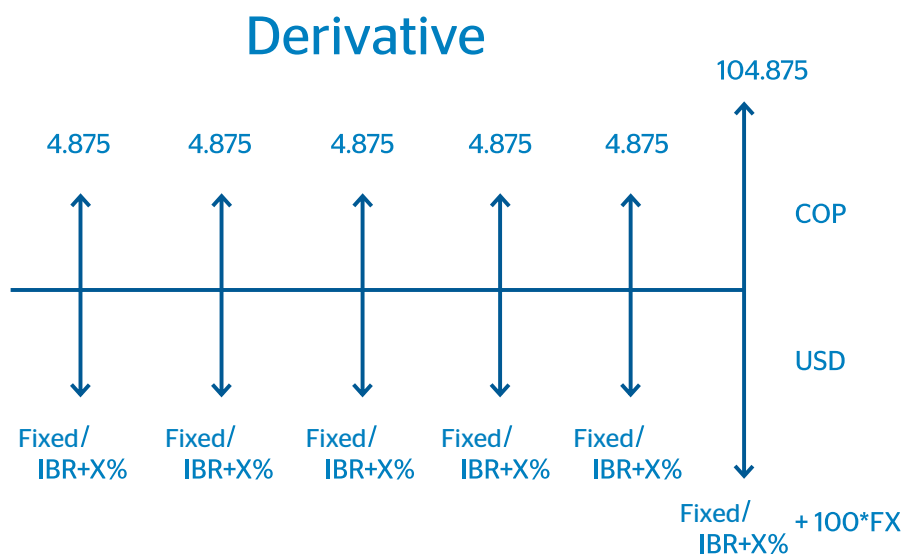 Derivative
104.875
4.875 4.875 4.875 4.875 4.875
COP
USD
Fixed/ Fixed/ Fixed/ Fixed/ Fixed/
IBR+X% IBR+X% IBR+X% IBR+X% IBR+X%
Fixed/
IBR+X% + 100*FX